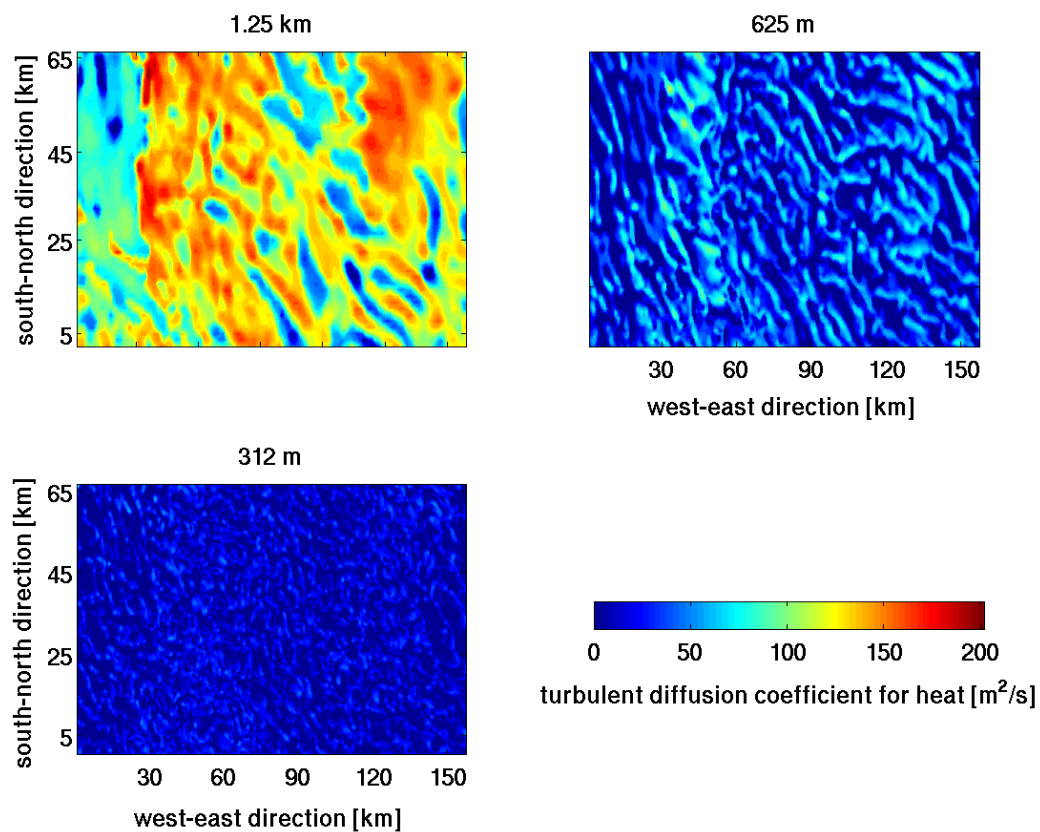 1.25 km
625 m
south-north direction [km]
65
45
25
5
30 60 90 120 150
west-east direction [km]
312 m
south-north direction [km]
65
45
25
5
30 60 90 120 150
west-east direction [km]
0 50 100 150 200
turbulent diffusion coefficient for heat [m²/s]